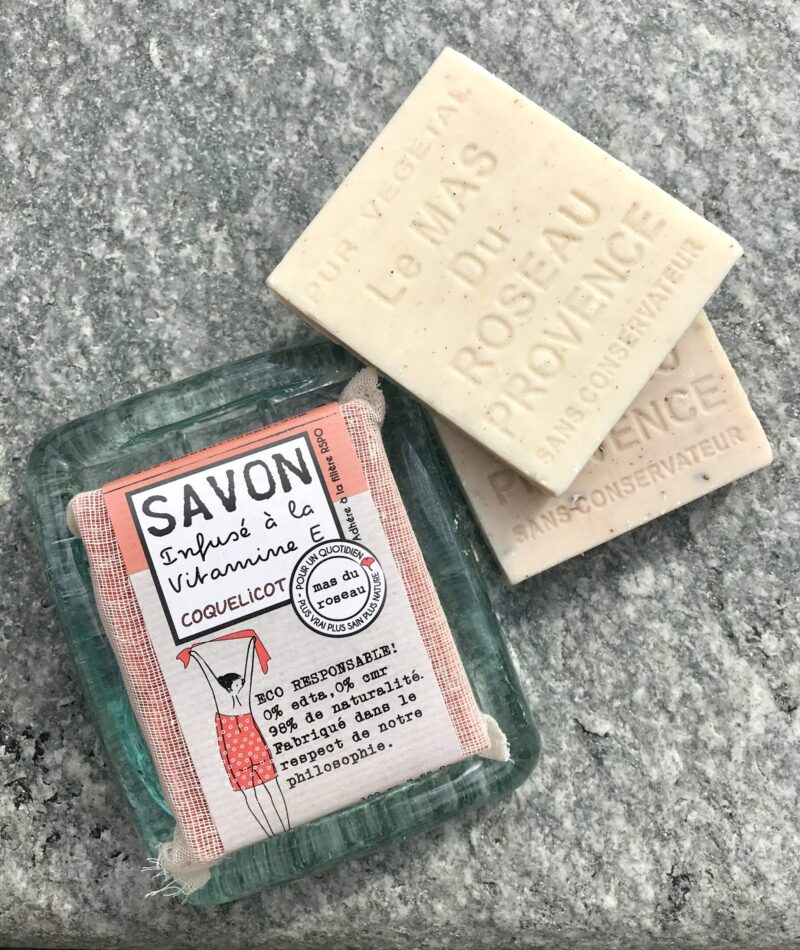 PUR VEGETAL
Le MAS
Du
ROSEAU
PROVENCE
SANS CONSERVATEUR
PROVENCE
SANS-CONSERVATEUR
SAVON
Infusé à la
Vitamine E
COQUELICOT
Adhère à la filière RSPO
POUR UN QUOTIDIEN
mas du
roseau
PLUS VRAI PLUS SAIN PLUS NATURE
ECO RESPONSABLE!
0% edta, 0% cmr
98% de naturalité.
Fabriqué dans le
respect de notre
philosophie.